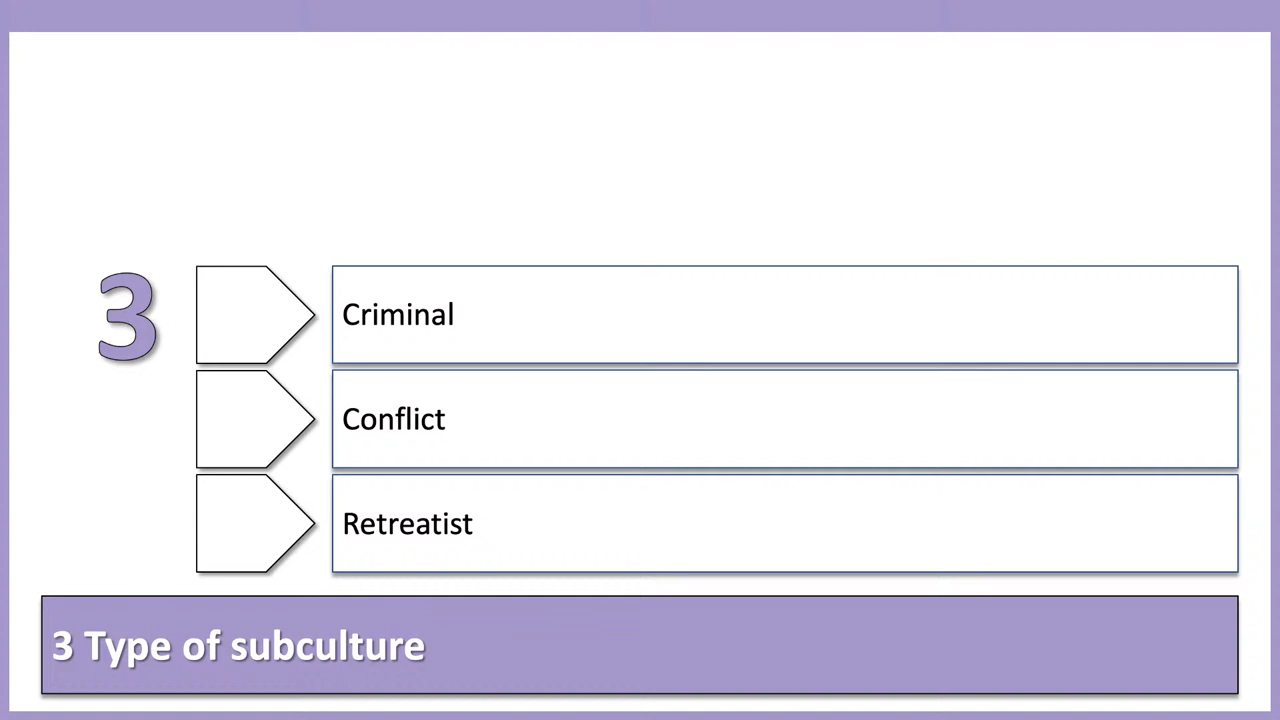 3
Criminal
Conflict
Retreatist
3 Type of subculture